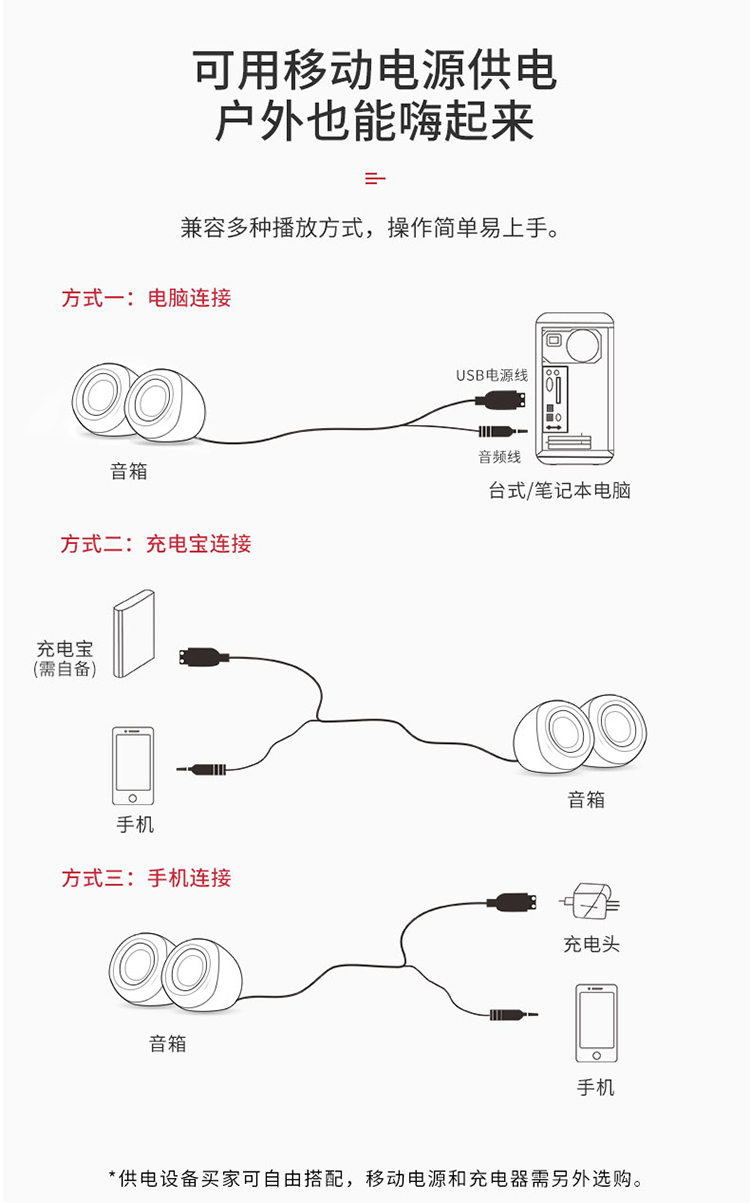 可用移动电源供电
户外也能嗨起来
兼容多种播放方式，操作简单易上手。
方式一：电脑连接
USB电源线
音频线
音箱
台式/笔记本电脑
方式二：充电宝连接
充电宝
(需自备)
手机
音箱
方式三：手机连接
充电头
音箱
手机
*供电设备买家可自由搭配，移动电源和充电器需另外选购。